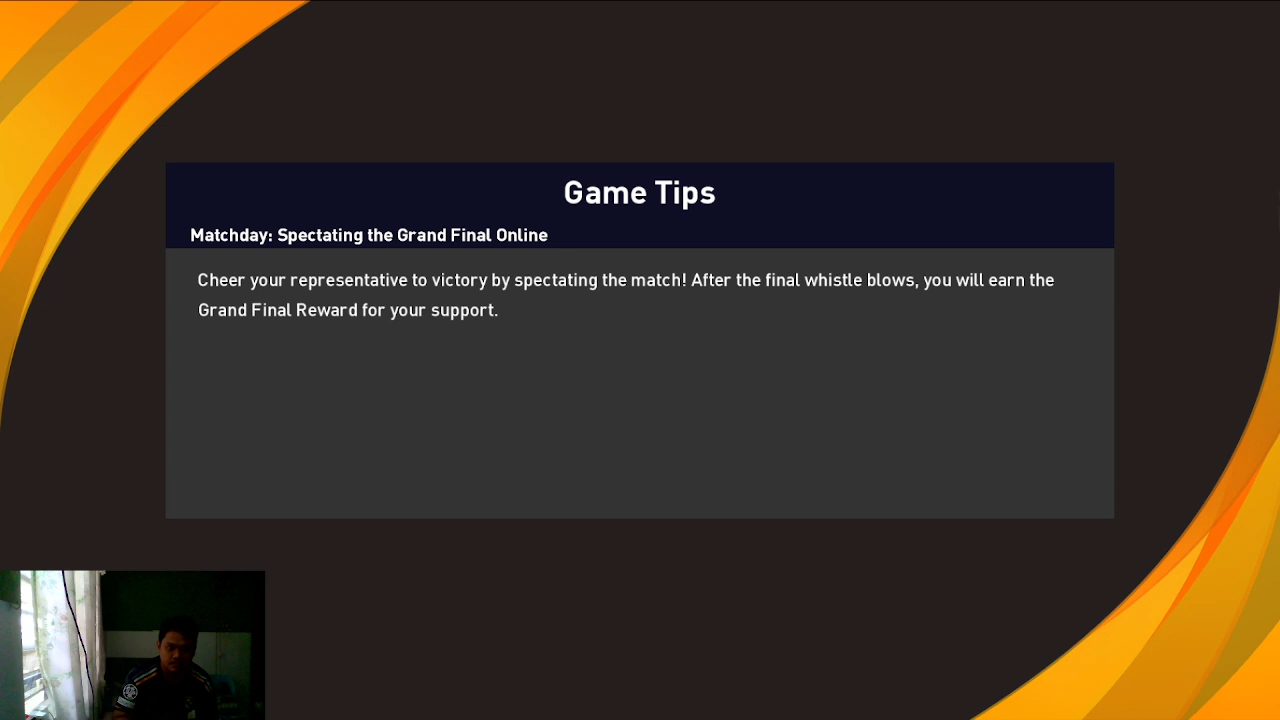 Game Tips
Matchday: Spectating the Grand Final Online
Cheer your representative to victory by spectating the match! After the final whistle blows, you will earn the
Grand Final Reward for your support.